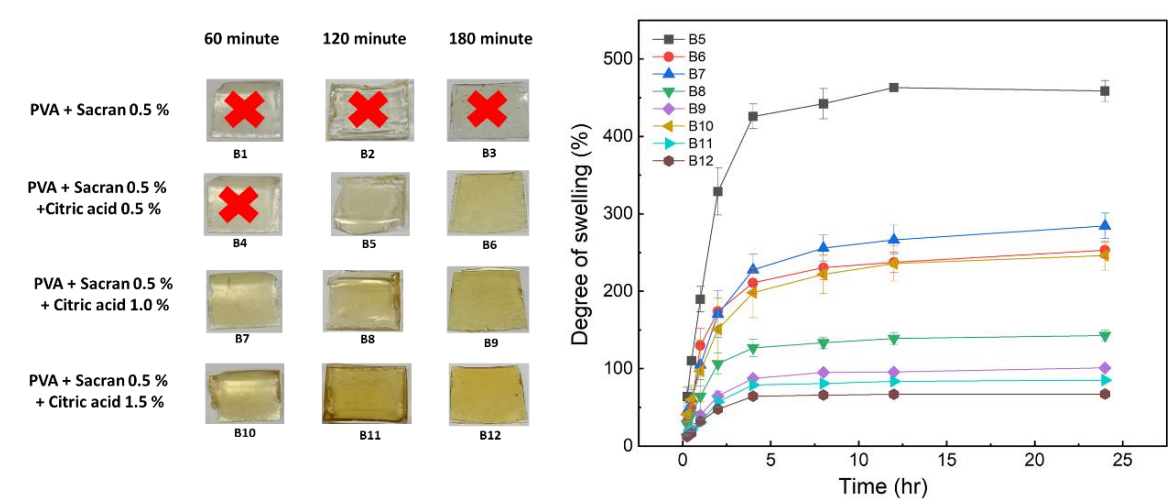 60 minute 120 minute 180 minute
PVA + Sacran 0.5 %
B1 B2 B3
PVA + Sacran 0.5 %
+Citric acid 0.5 %
B4 B5 B6
PVA + Sacran 0.5 %
+ Citric acid 1.0 %
B7 B8 B9
PVA + Sacran 0.5 %
+ Citric acid 1.5 %
B10 B11 B12
Degree of swelling (%)
500
400
300
200
100
0
B5
B6
B7
B8
B9
B10
B11
B12
0 5 10 15 20 25
Time (hr)